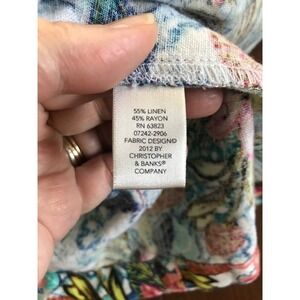 55% LINEN
45% RAYON
RN 63823
07242-2906
FABRIC DESIGN©
2012 BY
CHRISTOPHER
& BANKS®
COMPANY